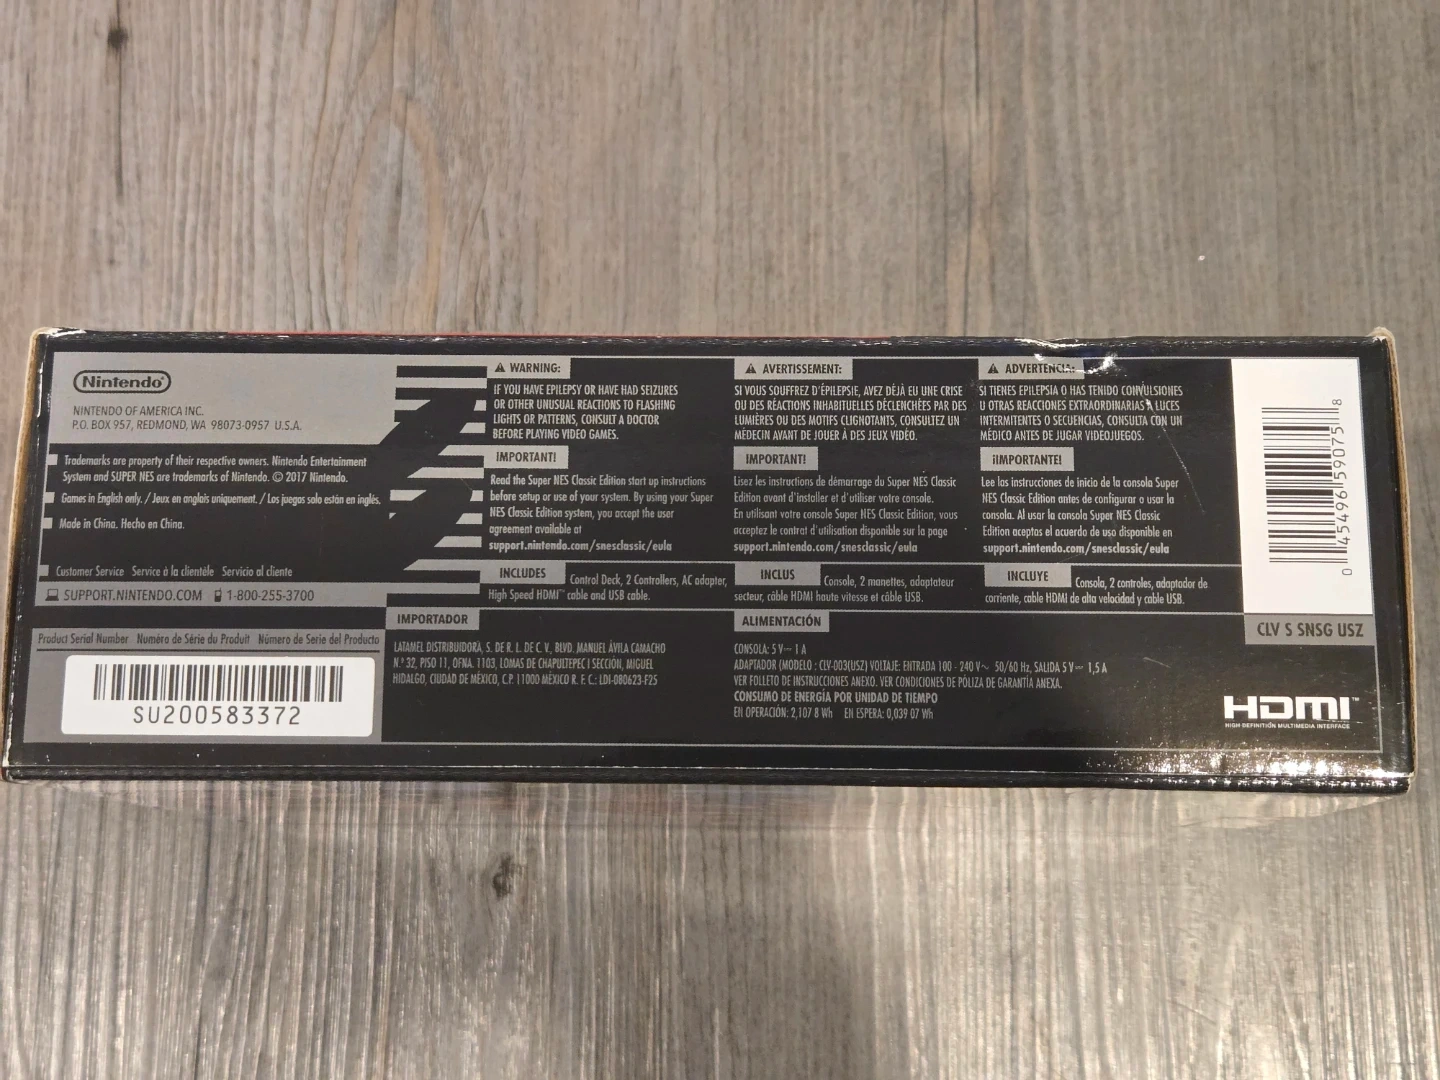 Nintendo®
NINTENDO OF AMERICA INC.
P.O. BOX 957, REDMOND, WA 98073-0957 U.S.A.
Trademarks are property of their respective owners. Nintendo Entertainment
System and SUPER NES are trademarks of Nintendo. © 2017 Nintendo.
Games in English only. / Jeux en anglais uniquement. / Los juegos solo están en inglés.
Made in China. Hecho en China.
Customer Service Service à la clientèle Servicio al cliente
SUPPORT.NINTENDO.COM 1-800-255-3700
Product Serial Number Numéro de Série du Produit Número de Serie del Producto
SU200583372
⚠ WARNING:
IF YOU HAVE EPILEPSY OR HAVE HAD SEIZURES
OR OTHER UNUSUAL REACTIONS TO FLASHING
LIGHTS OR PATTERNS, CONSULT A DOCTOR
BEFORE PLAYING VIDEO GAMES.
IMPORTANT!
Read the Super NES Classic Edition start up instructions
before setup or use of your system. By using your Super
NES Classic Edition system, you accept the user
agreement available at
support.nintendo.com/snesclassic/eula
INCLUDES Control Deck, 2 Controllers, AC adapter,
High Speed HDMI™ cable and USB cable.
⚠ AVERTISSEMENT:
SI VOUS SOUFFREZ D'ÉPILEPSIE, AVEZ DÉJÀ EU UNE CRISE
OU DES RÉACTIONS INHABITUELLES DÉCLENCHÉES PAR DES
LUMIÈRES OU DES MOTIFS CLIGNOTANTS, CONSULTEZ UN
MÉDECIN AVANT DE JOUER À DES JEUX VIDÉO.
IMPORTANT!
Lisez les instructions de démarrage du Super NES Classic
Edition avant d'installer et d'utiliser votre console.
En utilisant votre console Super NES Classic Edition, vous
acceptez le contrat d'utilisation disponible sur la page
support.nintendo.com/snesclassic/eula
INCLUS Console, 2 manettes, adaptateur
secteur, câble HDMI haute vitesse et câble USB.
⚠ ADVERTENCIA:
SI TIENES EPILEPSIA O HAS TENIDO CONVULSIONES
U OTRAS REACCIONES EXTRAORDINARIAS A LUCES
INTERMITENTES O SECUENCIAS, CONSULTA CON UN
MÉDICO ANTES DE JUGAR VIDEOJUEGOS.
¡IMPORTANTE!
Lee las instrucciones de inicio de la consola Super
NES Classic Edition antes de configurar o usar la
consola. Al usar la consola Super NES Classic
Edition aceptas el acuerdo de uso disponible en
support.nintendo.com/snesclassic/eula
INCLUYE Consola, 2 controles, adaptador de
corriente, cable HDMI de alta velocidad y cable USB.
IMPORTADOR
LATAMEL DISTRIBUIDORA, S. DE R. L. DE C. V., BLVD. MANUEL ÁVILA CAMACHO
N.º 32, PISO 11, OFNA. 1103, LOMAS DE CHAPULTEPEC I SECCIÓN, MIGUEL
HIDALGO, CIUDAD DE MÉXICO, C.P. 11000 MÉXICO R. F. C.: LDI-080623-F25
ALIMENTACIÓN
CONSOLA: 5 V⎓ 1 A
ADAPTADOR (MODELO : CLV-003(USZ) VOLTAJE: ENTRADA 100 - 240 V~ 50/60 Hz, SALIDA 5 V⎓ 1,5 A
VER FOLLETO DE INSTRUCCIONES ANEXO. VER CONDICIONES DE PÓLIZA DE GARANTÍA ANEXA.
CONSUMO DE ENERGÍA POR UNIDAD DE TIEMPO
EN OPERACIÓN: 2,107 8 Wh EN ESPERA: 0,039 07 Wh
0 45496 59075 8
CLV S SNSG USZ
HDMI™
HIGH-DEFINITION MULTIMEDIA INTERFACE